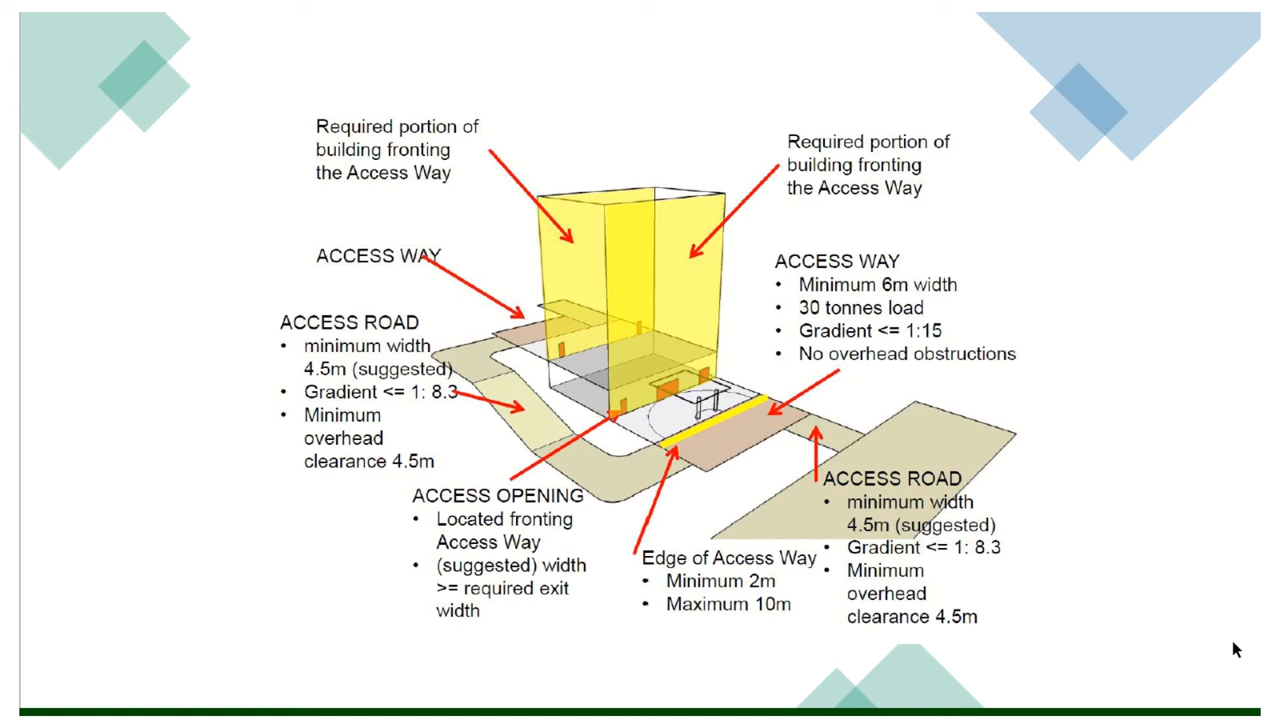 Required portion of
building fronting
the Access Way
Required portion of
building fronting
the Access Way
ACCESS WAY
ACCESS WAY
• Minimum 6m width
• 30 tonnes load
• Gradient <= 1:15
• No overhead obstructions
ACCESS ROAD
• minimum width
4.5m (suggested)
• Gradient <= 1: 8.3
• Minimum
overhead
clearance 4.5m
ACCESS OPENING
• Located fronting
Access Way
• (suggested) width
>= required exit
width
Edge of Access Way
• Minimum 2m
• Maximum 10m
ACCESS ROAD
• minimum width
4.5m (suggested)
• Gradient <= 1: 8.3
• Minimum
overhead
clearance 4.5m